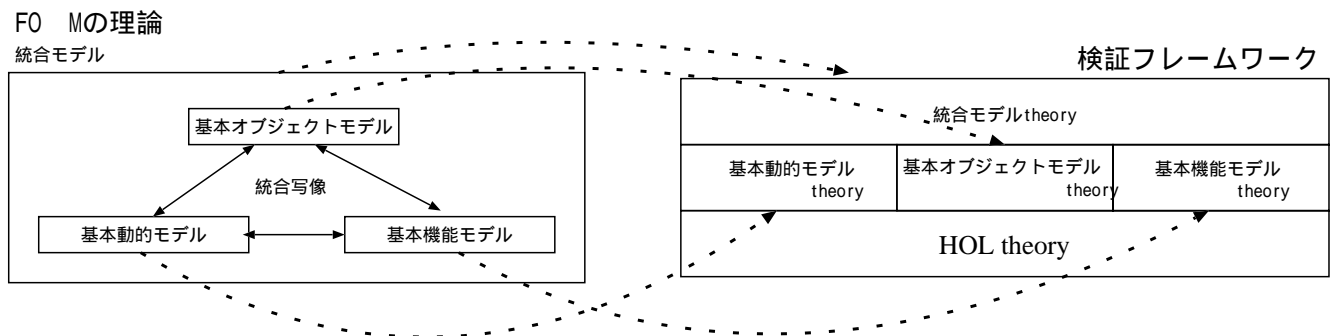 FO Mの理論
統合モデル
基本オブジェクトモデル
統合写像
基本動的モデル
基本機能モデル
検証フレームワーク
統合モデルtheory
基本動的モデル
theory
基本オブジェクトモデル
theory
基本機能モデル
theory
HOL theory